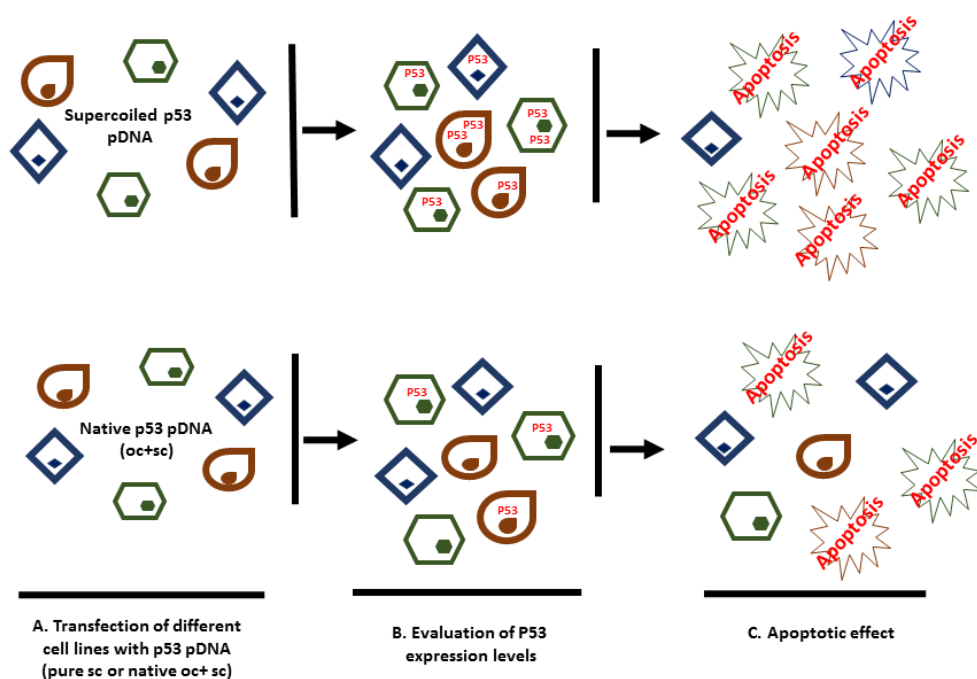 Supercoiled p53
pDNA
P53
P53
P53
P53
P53
P53
P53
P53
Apoptosis
Apoptosis
Apoptosis
Apoptosis
Apoptosis
Apoptosis
Native p53 pDNA
(oc+sc)
P53
P53
P53
Apoptosis
Apoptosis
Apoptosis
A. Transfection of different
cell lines with p53 pDNA
(pure sc or native oc+ sc)
B. Evaluation of P53
expression levels
C. Apoptotic effect